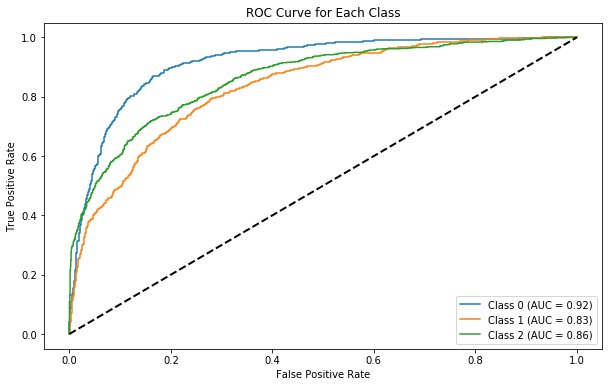 ROC Curve for Each Class
True Positive Rate
1.0
0.8
0.6
0.4
0.2
0.0
0.0 0.2 0.4 0.6 0.8 1.0
False Positive Rate
Class 0 (AUC = 0.92)
Class 1 (AUC = 0.83)
Class 2 (AUC = 0.86)